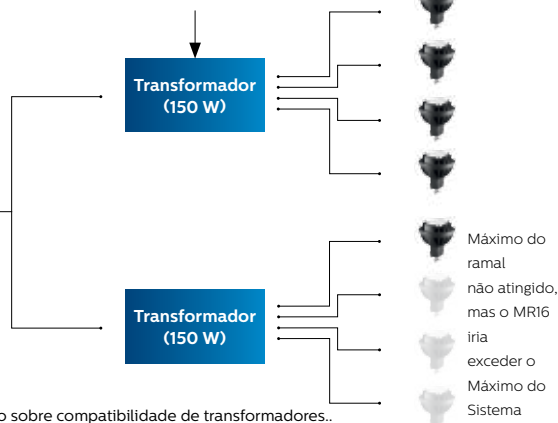 Transformador
(150 W)
Transformador
(150 W)
Máximo do
ramal
não atingido,
mas o MR16
iria
exceder o
Máximo do
Sistema
o sobre compatibilidade de transformadores..